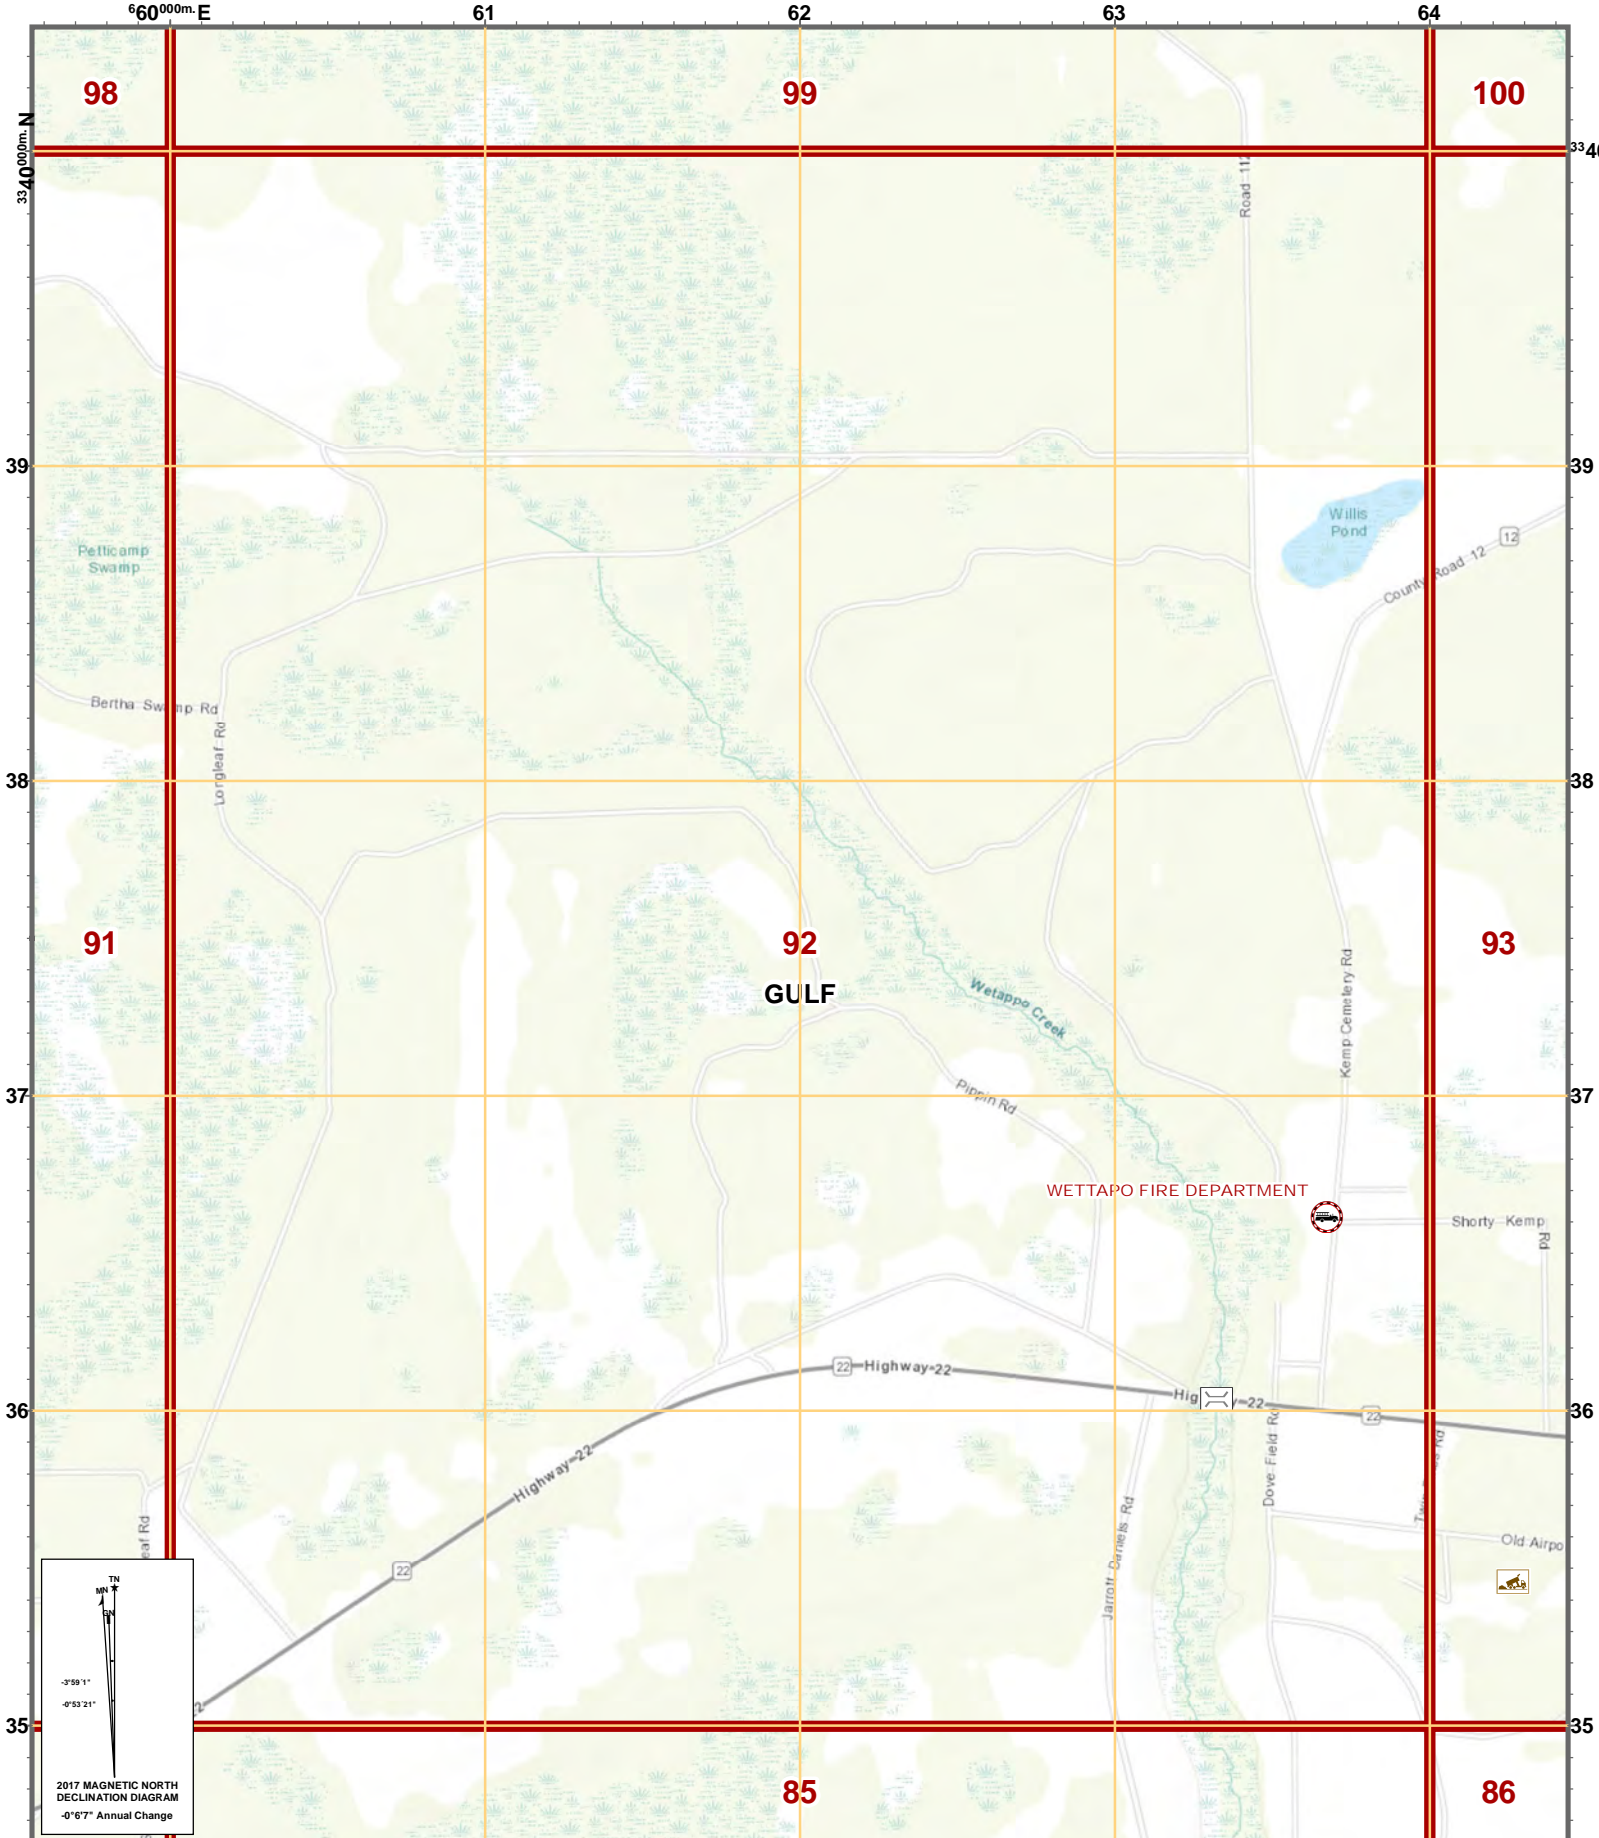 660000m.E
61
62
63
64
98
99
100
3340000m.N
Road 112
39
39
Willis
Pond
12
County Road 12
Petticamp
Swamp
Bertha Swamp Rd
Longleaf Rd
38
38
91
92
93
GULF
Wetappo Creek
Kemp Cemetery Rd
37
37
Pippin Rd
WETTAPO FIRE DEPARTMENT
Shorty Kemp
Rd
22
Highway 22
36
36
22
Highway 22
Dove Field Rd
Jarrott Daniels Rd
Old Airpo
eaf Rd
22
TN
MN
GN
-3°59'1"
-0°53'21"
35
35
2017 MAGNETIC NORTH
DECLINATION DIAGRAM
-0°6'7" Annual Change
85
86